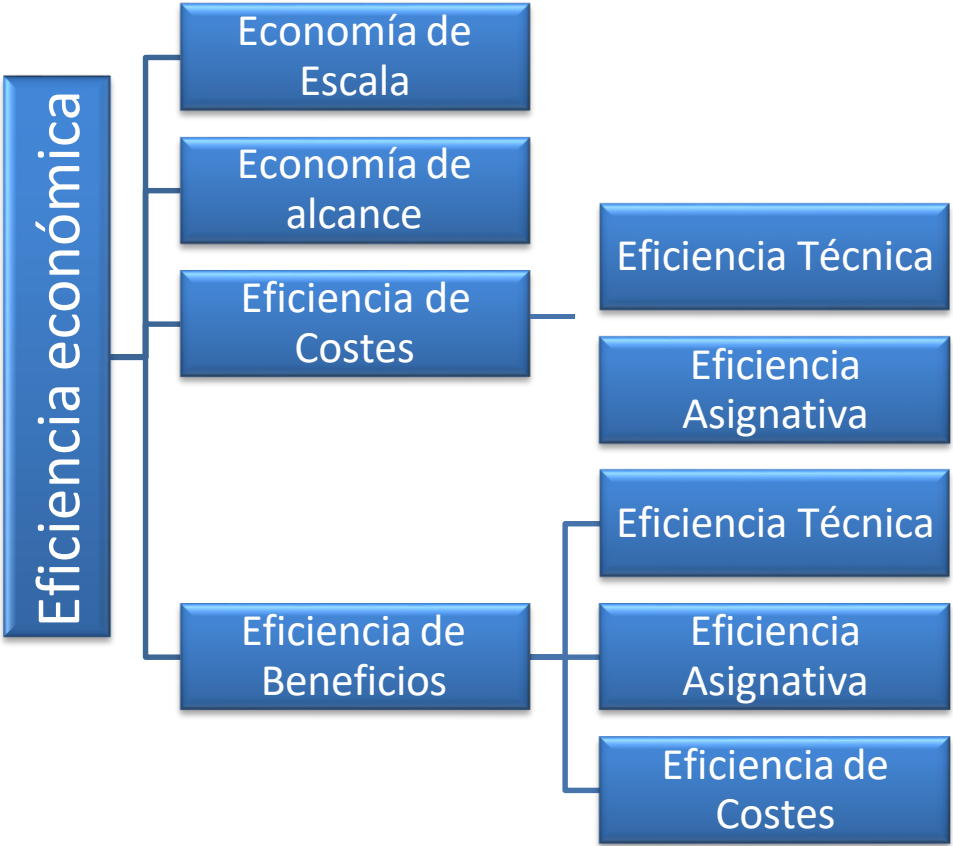 Eficiencia económica
Economía de
Escala
Economía de
alcance
Eficiencia de
Costes
Eficiencia Técnica
Eficiencia
Asignativa
Eficiencia de
Beneficios
Eficiencia Técnica
Eficiencia
Asignativa
Eficiencia de
Costes